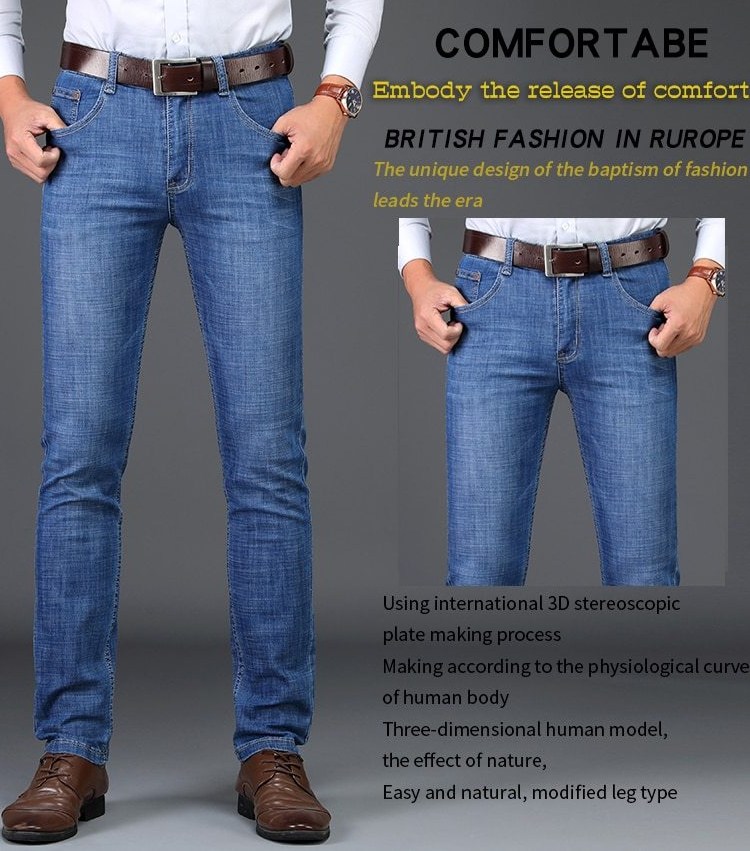 COMFORTABE
Embody the release of comfort
BRITISH FASHION IN RUROPE
The unique design of the baptism of fashion
leads the era
Using international 3D stereoscopic
plate making process
Making according to the physiological curve
of human body
Three-dimensional human model,
the effect of nature,
Easy and natural, modified leg type